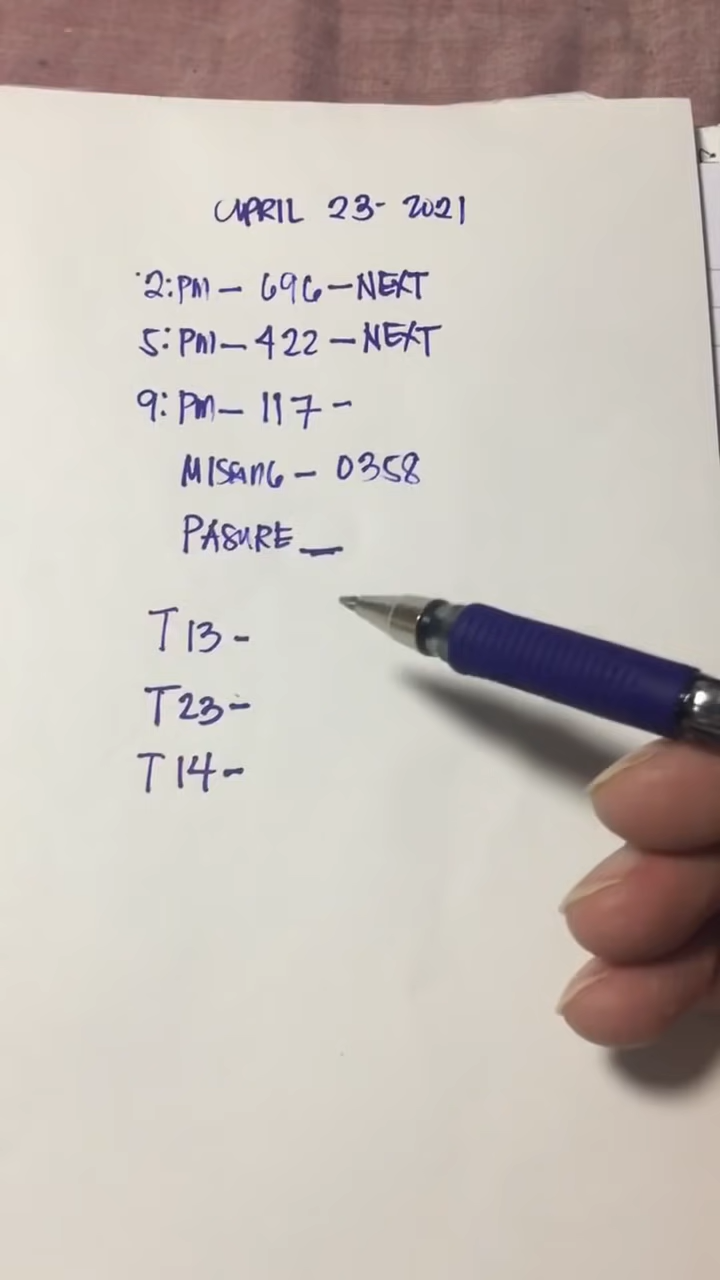 APRIL 23- 2021
2:PM- 696-NEXT
5:PM-422-NEXT
9:PM-117-
MISANG-0358
PASURE_
T13-
T23-
T14-